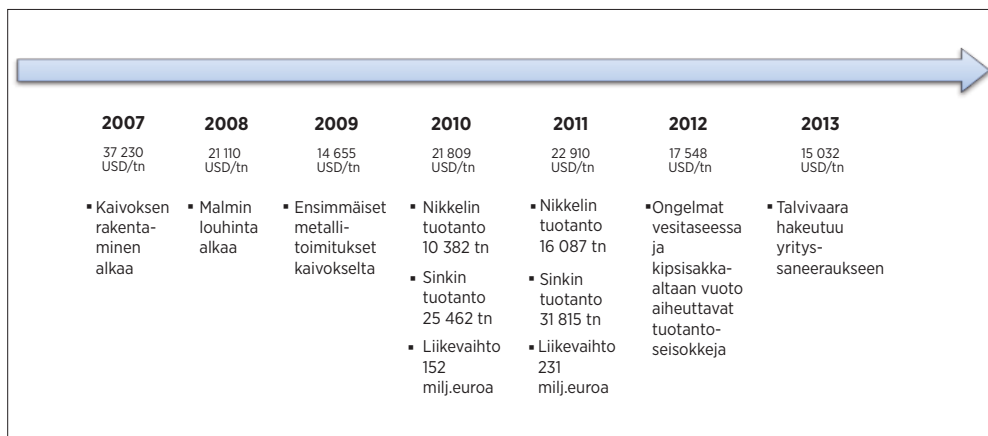 2007
37 230
USD/tn
▪ Kaivoksen
rakenta-
minen
alkaa
2008
21 110
USD/tn
▪ Malmin
louhinta
alkaa
2009
14 655
USD/tn
▪ Ensimmäiset
metalli-
toimitukset
kaivokselta
2010
21 809
USD/tn
▪ Nikkelin
tuotanto
10 382 tn
▪ Sinkin
tuotanto
25 462 tn
▪ Liikevaihto
152
milj.euroa
2011
22 910
USD/tn
▪ Nikkelin
tuotanto
16 087 tn
▪ Sinkin
tuotanto
31 815 tn
▪ Liikevaihto
231
milj.euroa
2012
17 548
USD/tn
▪Ongelmat
vesitaseessa
ja
kipsisakka-
altaan vuoto
aiheuttavat
tuotanto-
seisokkeja
2013
15 032
USD/tn
▪ Talvivaara
hakeutuu
yritys-
saneeraukseen